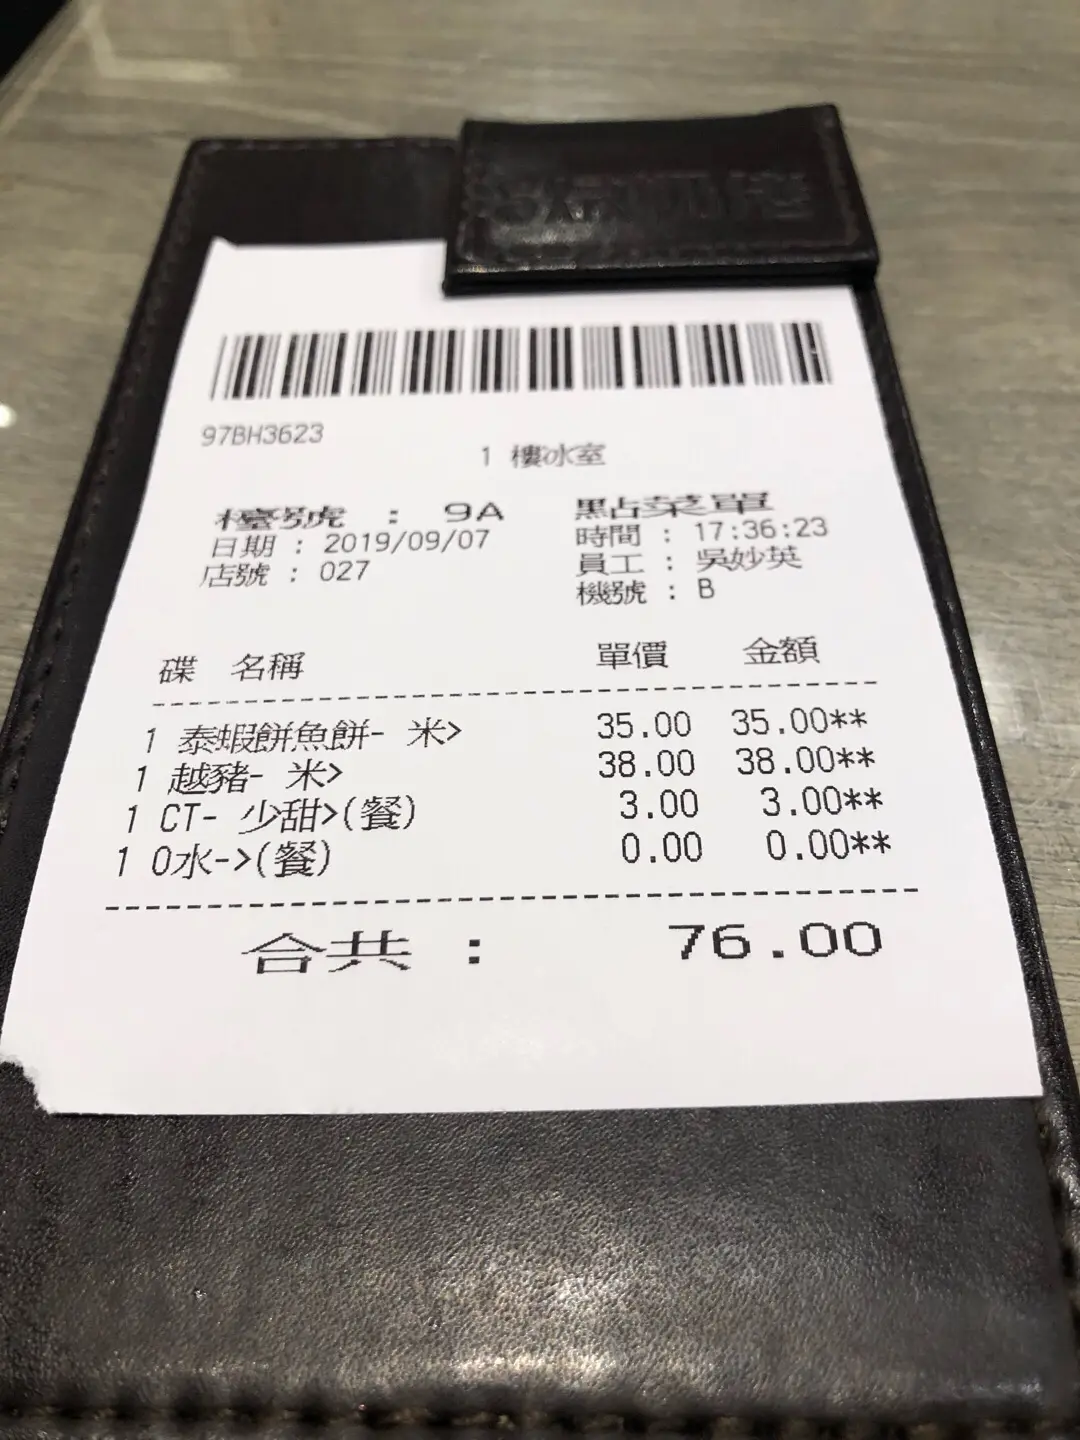 97BH3623
1 樓冰室
檯號 : 9A 點菜單
日期 : 2019/09/07 時間 : 17:36:23
店號 : 027 員工 : 吳妙英
機號 : B
碟 名稱 單價 金額
1 泰蝦餅魚餅- 米> 35.00 35.00**
1 越豬- 米> 38.00 38.00**
1 CT- 少甜>(餐) 3.00 3.00**
1 O水->(餐) 0.00 0.00**
合共 : 76.00